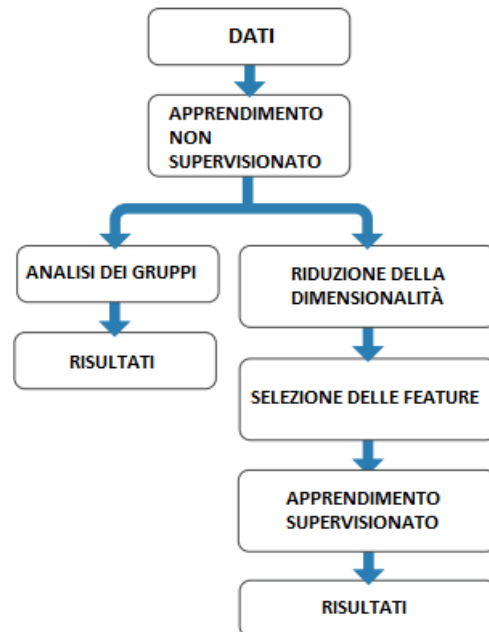 DATI
APPRENDIMENTO
NON
SUPERVISIONATO
ANALISI DEI GRUPPI
RISULTATI
RIDUZIONE DELLA
DIMENSIONALITÀ
SELEZIONE DELLE FEATURE
APPRENDIMENTO
SUPERVISIONATO
RISULTATI